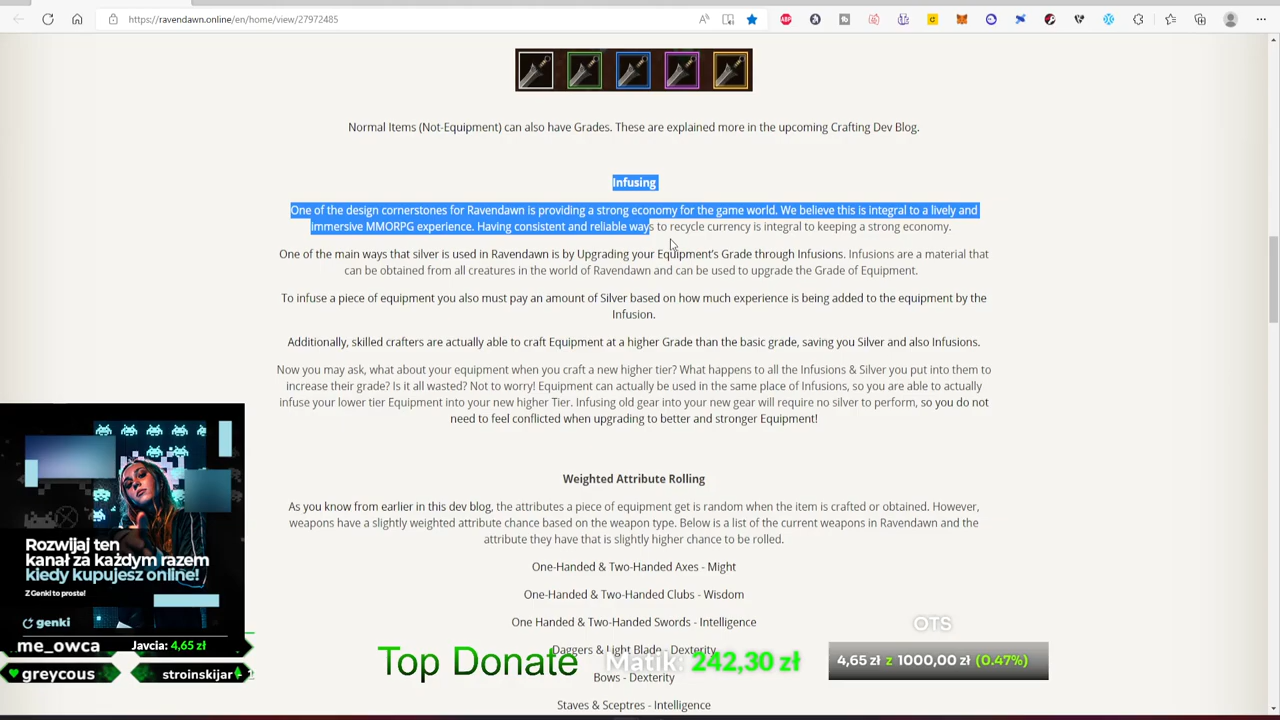 https://ravendawn.online/en/home/view/27972485
Normal Items (Not-Equipment) can also have Grades. These are explained more in the upcoming Crafting Dev Blog.
Infusing
One of the design cornerstones for Ravendawn is providing a strong economy for the game world. We believe this is integral to a lively and
immersive MMORPG experience. Having consistent and reliable ways to recycle currency is integral to keeping a strong economy.
One of the main ways that silver is used in Ravendawn is by Upgrading your Equipment's Grade through Infusions. Infusions are a material that
can be obtained from all creatures in the world of Ravendawn and can be used to upgrade the Grade of Equipment.
To infuse a piece of equipment you also must pay an amount of Silver based on how much experience is being added to the equipment by the
Infusion.
Additionally, skilled crafters are actually able to craft Equipment at a higher Grade than the basic grade, saving you Silver and also Infusions.
Now you may ask, what about your equipment when you craft a new higher tier? What happens to all the Infusions & Silver you put into them to
increase their grade? Is it all wasted? Not to worry! Equipment can actually be used in the same place of Infusions, so you are able to actually
infuse your lower tier Equipment into your new higher Tier. Infusing old gear into your new gear will require no silver to perform, so you do not
need to feel conflicted when upgrading to better and stronger Equipment!
Weighted Attribute Rolling
As you know from earlier in this dev blog, the attributes a piece of equipment get is random when the item is crafted or obtained. However,
weapons have a slightly weighted attribute chance based on the weapon type. Below is a list of the current weapons in Ravendawn and the
attribute they have that is slightly higher chance to be rolled.
One-Handed & Two-Handed Axes - Might
One-Handed & Two-Handed Clubs - Wisdom
One Handed & Two-Handed Swords - Intelligence
Daggers & Light Blade - Dexterity
Bows - Dexterity
Staves & Sceptres - Intelligence
Rozwijaj ten
kanał za każdym razem
kiedy kupujesz online!
Z Genki to proste!
genki
me_owca
Javcia: 4,65 zł
greycous
stroinskijar
Top Donate
Matik: 242,30 zł
OTS
4,65 zł z 1000,00 zł (0.47%)